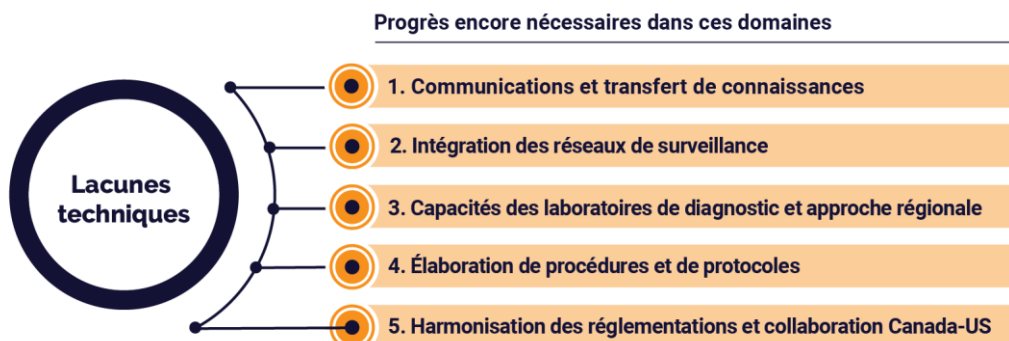 Progrès encore nécessaires dans ces domaines
Lacunes
techniques
1. Communications et transfert de connaissances
2. Intégration des réseaux de surveillance
3. Capacités des laboratoires de diagnostic et approche régionale
4. Élaboration de procédures et de protocoles
5. Harmonisation des réglementations et collaboration Canada-US